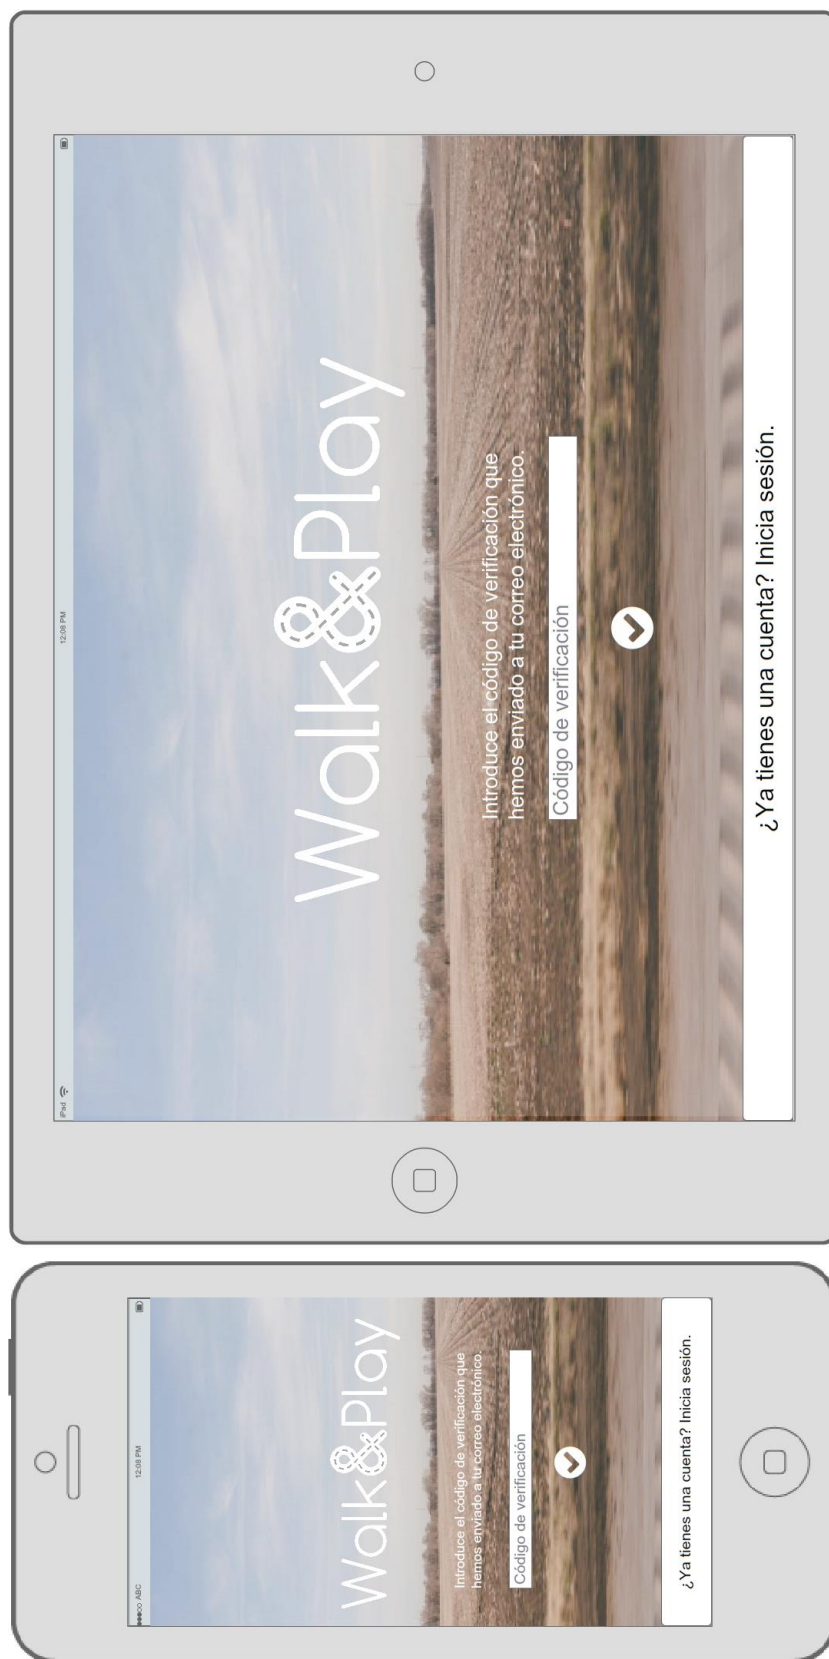 iPad
12:08 PM
Walk&Play
Introduce el código de verificación que
hemos enviado a tu correo electrónico.
Código de verificación
¿Ya tienes una cuenta? Inicia sesión.
ABC
12:08 PM
Walk&Play
Introduce el código de verificación que
hemos enviado a tu correo electrónico.
Código de verificación
¿Ya tienes una cuenta? Inicia sesión.